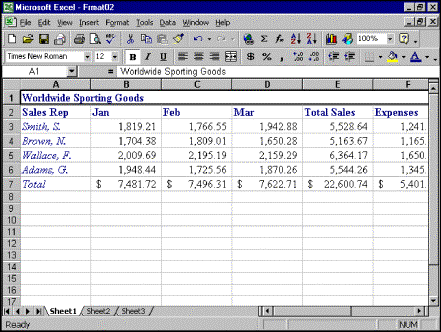 Microsoft Excel - Frmat02
File Edit View Insert Format Tools Data Window Help
100%
Times New Roman 12 B I U $ % ,
A1 = Worldwide Sporting Goods
A B C D E F
1 Worldwide Sporting Goods
2 Sales Rep Jan Feb Mar Total Sales Expenses
3 Smith, S. 1,819.21 1,766.55 1,942.88 5,528.64 1,241.
4 Brown, N. 1,704.38 1,809.01 1,650.28 5,163.67 1,165.
5 Wallace, F. 2,009.69 2,195.19 2,159.29 6,364.17 1,650.
6 Adams, G. 1,948.44 1,725.56 1,870.26 5,544.26 1,345.
7 Total $ 7,481.72 $ 7,496.31 $ 7,622.71 $ 22,600.74 $ 5,401.
8
9
10
11
12
13
14
15
16
17
Sheet1 Sheet2 Sheet3
Ready NUM